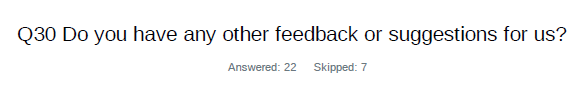 Q30 Do you have any other feedback or suggestions for us?
Answered: 22 Skipped: 7